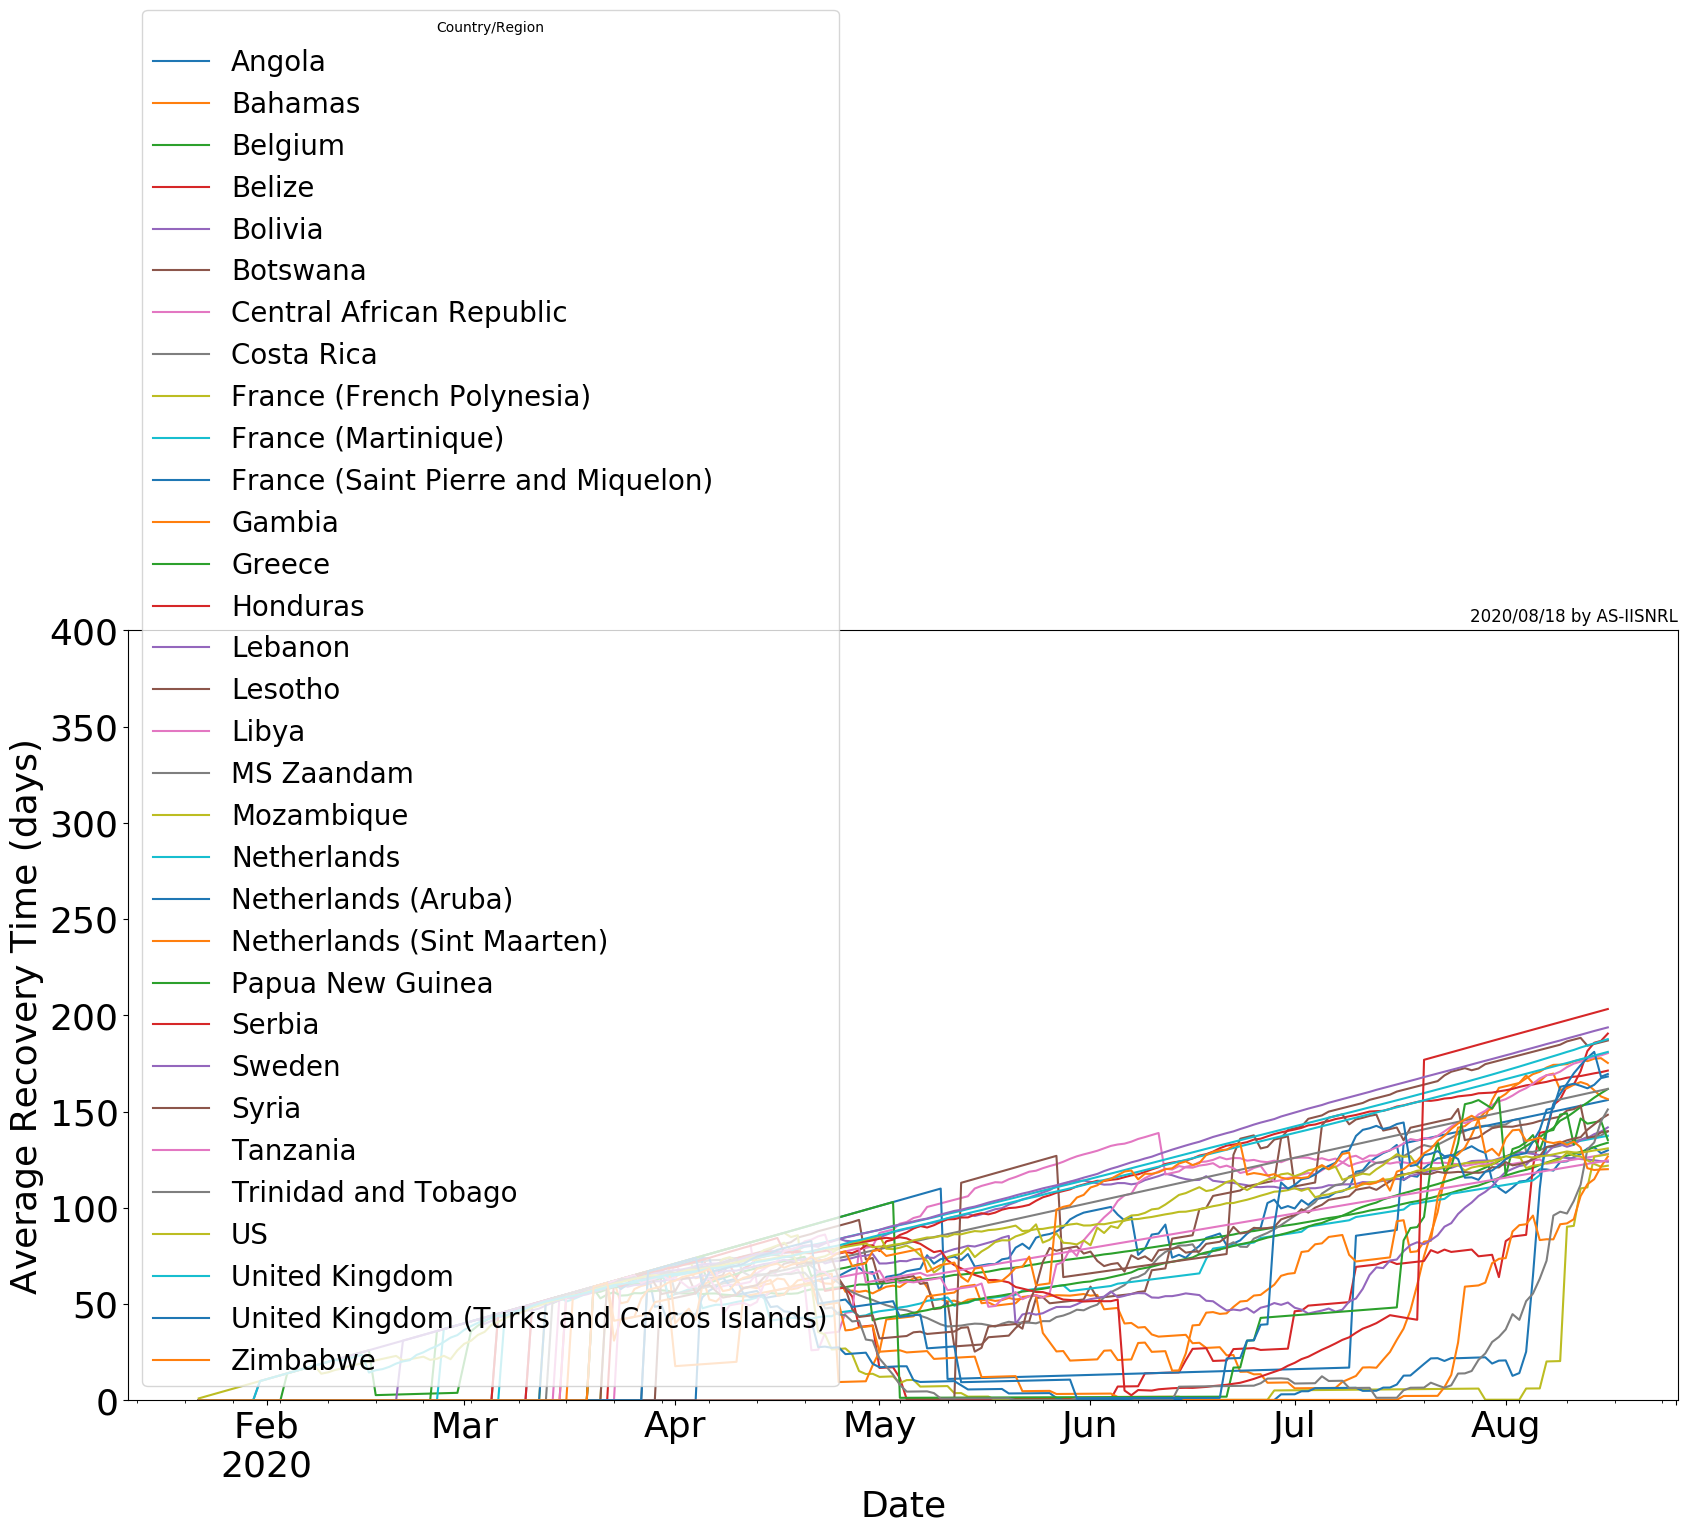 Country/Region
Angola
Bahamas
Belgium
Belize
Bolivia
Botswana
Central African Republic
Costa Rica
France (French Polynesia)
France (Martinique)
France (Saint Pierre and Miquelon)
Gambia
Greece
Honduras
Lebanon
Lesotho
Libya
MS Zaandam
Mozambique
Netherlands
Netherlands (Aruba)
Netherlands (Sint Maarten)
Papua New Guinea
Serbia
Sweden
Syria
Tanzania
Trinidad and Tobago
US
United Kingdom
United Kingdom (Turks and Caicos Islands)
Zimbabwe
2020/08/18 by AS-IISNRL
Average Recovery Time (days)
400
350
300
250
200
150
100
50
0
Feb Mar Apr May Jun Jul Aug
2020
Date